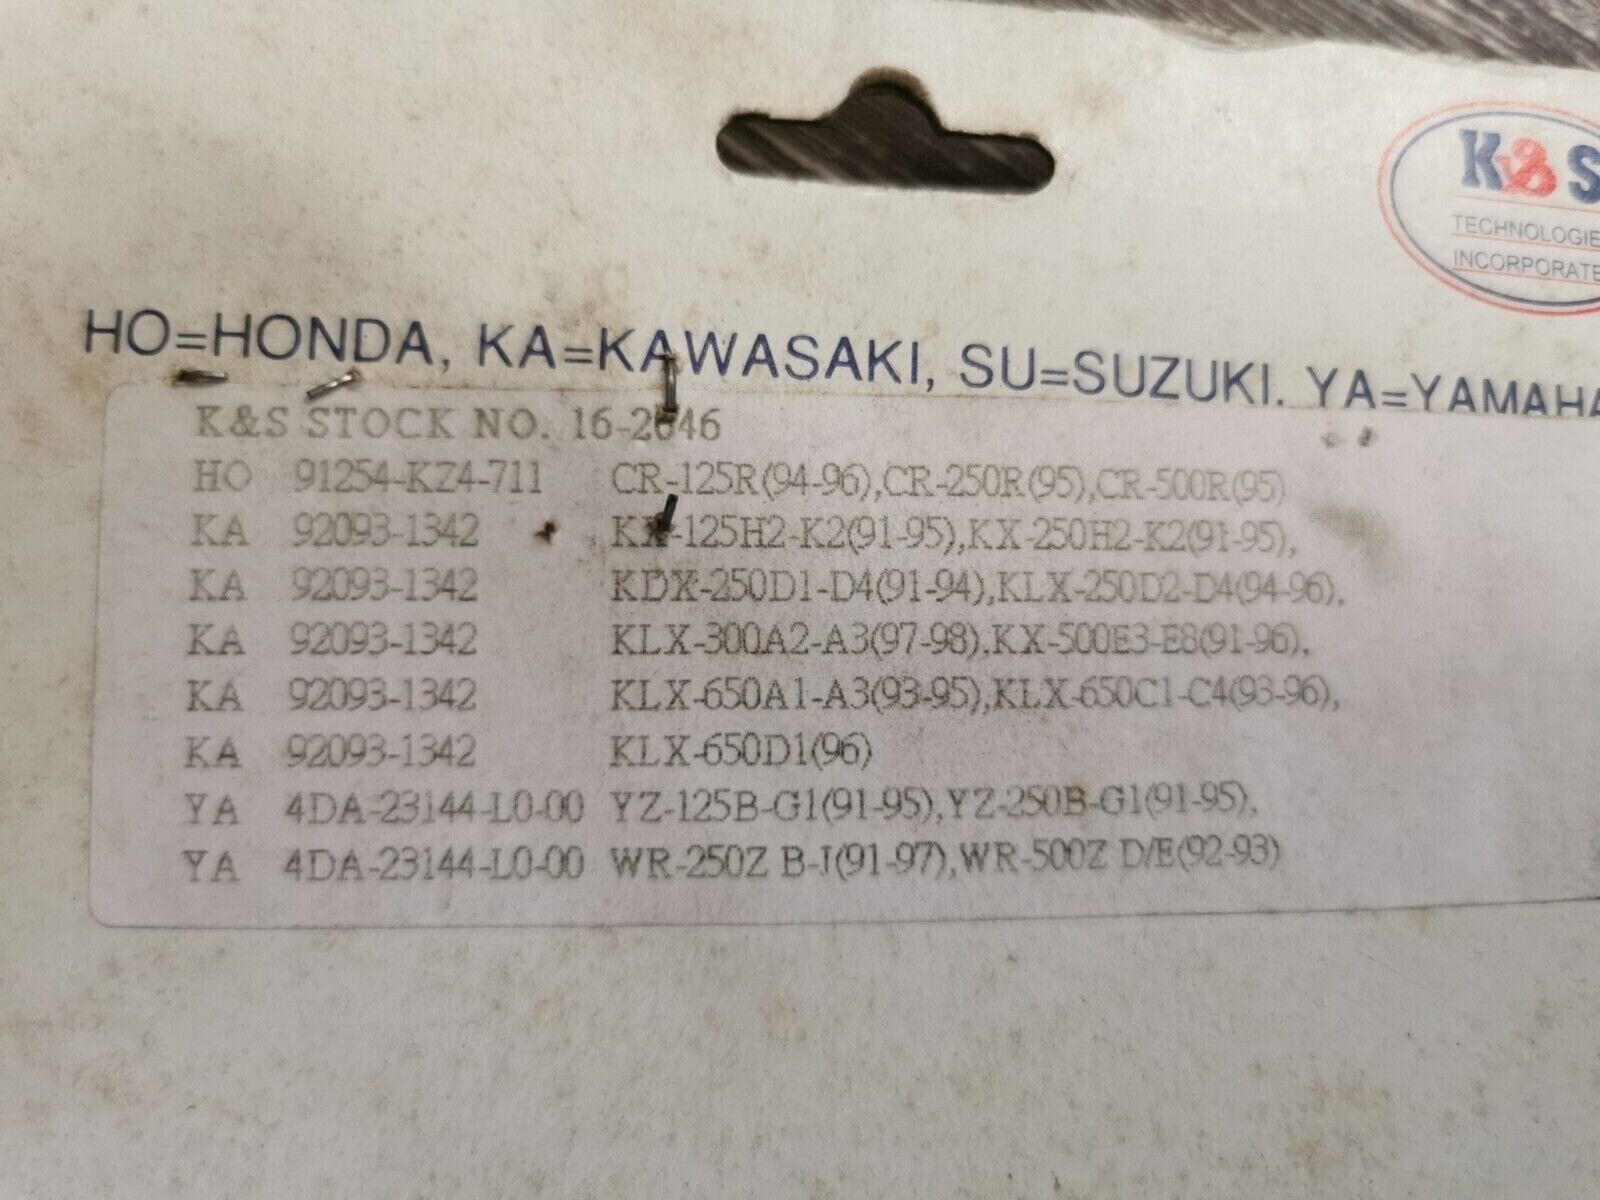 K&S
TECHNOLOGIE
INCORPORATE
HO=HONDA, KA=KAWASAKI, SU=SUZUKI. YA=YAMAHA
K&S STOCK NO. 16-2046
HO 91254-KZ4-711 CR-125R(94-96),CR-250R(95),CR-500R(95)
KA 92093-1342 KX-125H2-K2(91-95),KX-250H2-K2(91-95),
KA 92093-1342 KDX-250D1-D4(91-94),KLX-250D2-D4(94-96),
KA 92093-1342 KLX-300A2-A3(97-98),KX-500E3-E8(91-96),
KA 92093-1342 KLX-650A1-A3(93-95),KLX-650C1-C4(93-96),
KA 92093-1342 KLX-650D1(96)
YA 4DA-23144-L0-00 YZ-125B-G1(91-95),YZ-250B-G1(91-95),
YA 4DA-23144-L0-00 WR-250Z B-J(91-97),WR-500Z D/E(92-93)